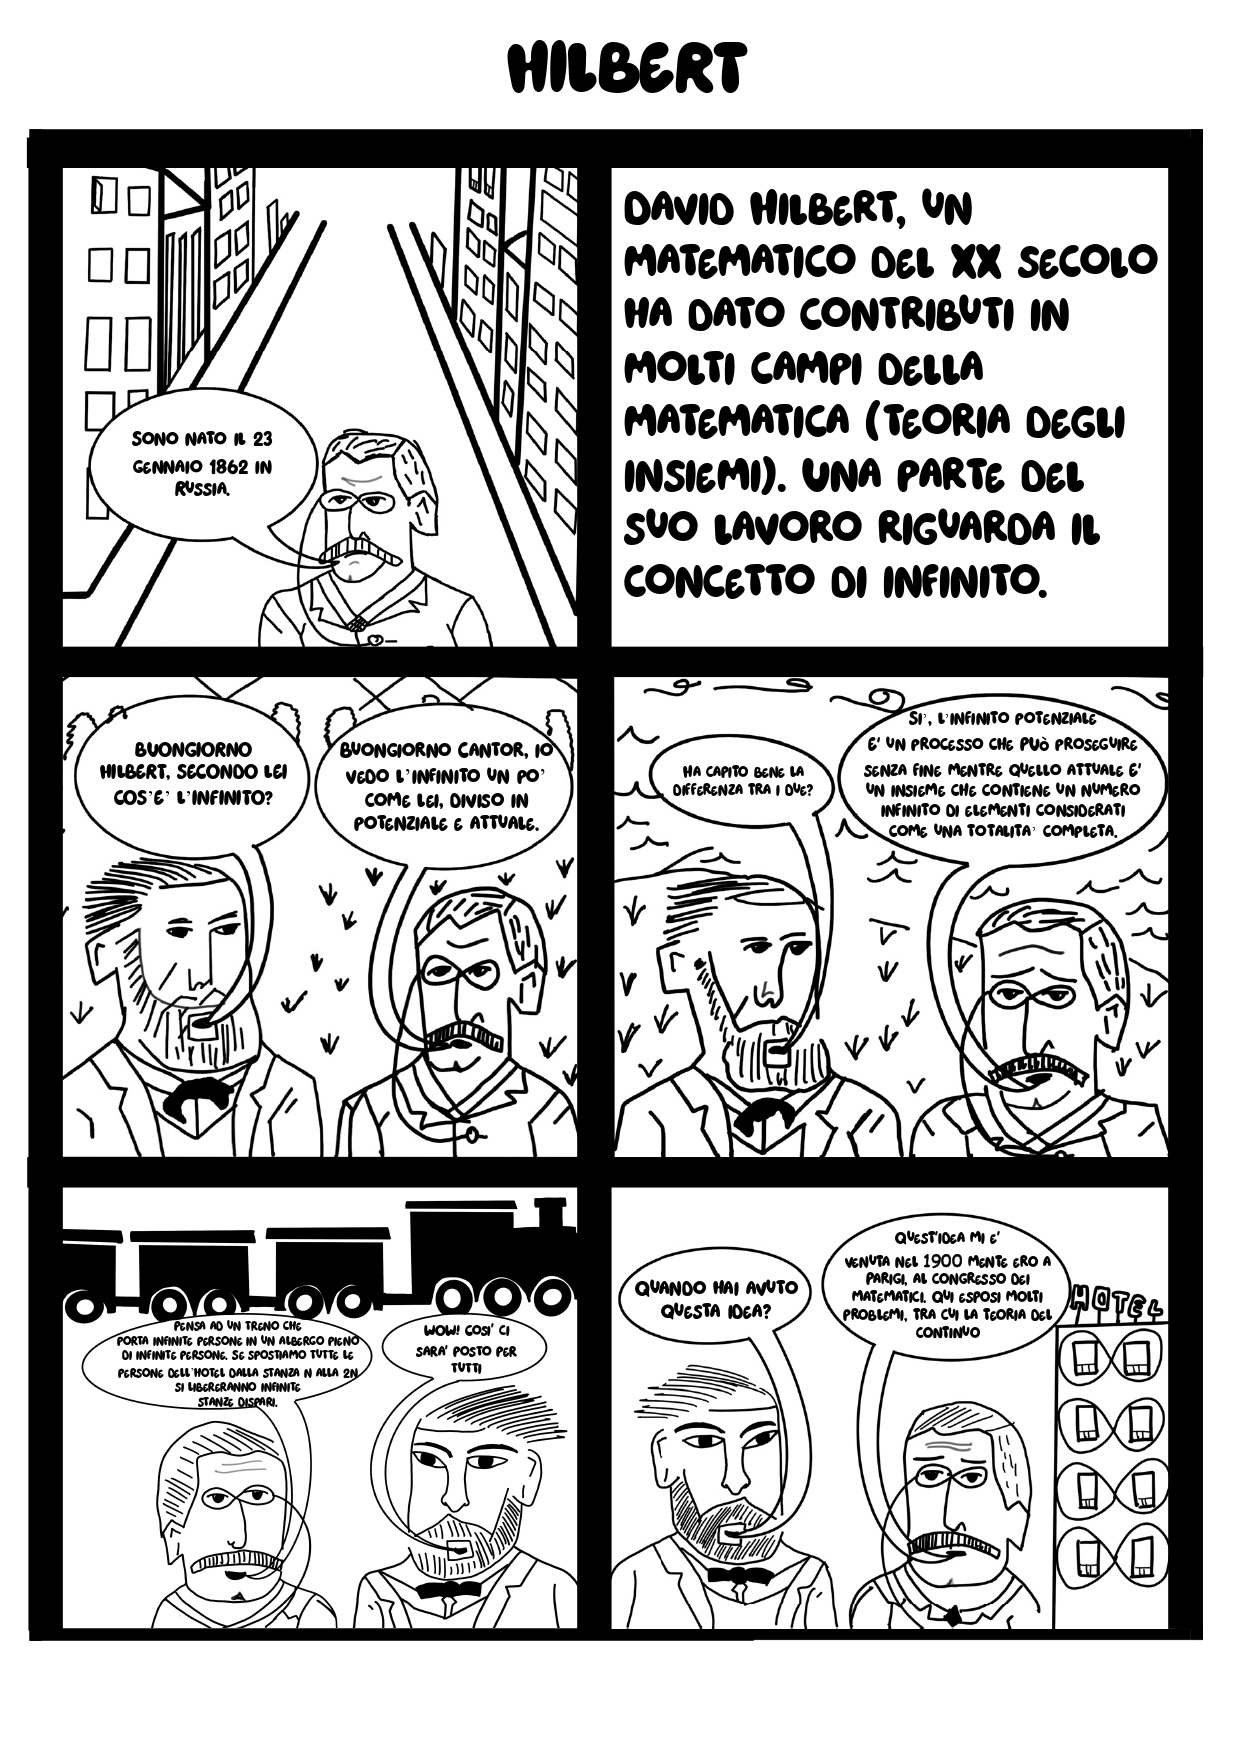 HILBERT
SONO NATO IL 23
GENNAIO 1862 IN
RUSSIA.
DAVID HILBERT, UN
MATEMATICO DEL XX SECOLO
HA DATO CONTRIBUTI IN
MOLTI CAMPI DELLA
MATEMATICA (TEORIA DEGLI
INSIEMI). UNA PARTE DEL
SUO LAVORO RIGUARDA IL
CONCETTO DI INFINITO.
BUONGIORNO
HILBERT, SECONDO LEI
COS'E' L'INFINITO?
BUONGIORNO CANTOR, IO
VEDO L'INFINITO UN PO'
COME LEI, DIVISO IN
POTENZIALE E ATTUALE.
HA CAPITO BENE LA
DIFFERENZA TRA I DUE?
SI', L'INFINITO POTENZIALE
E' UN PROCESSO CHE PUÒ PROSEGUIRE
SENZA FINE MENTRE QUELLO ATTUALE E'
UN INSIEME CHE CONTIENE UN NUMERO
INFINITO DI ELEMENTI CONSIDERATI
COME UNA TOTALITA' COMPLETA.
PENSA AD UN TRENO CHE
PORTA INFINITE PERSONE IN UN ALBERGO PIENO
DI INFINITE PERSONE. SE SPOSTIAMO TUTTE LE
PERSONE DELL'HOTEL DALLA STANZA N ALLA 2N
SI LIBERERANNO INFINITE
STANZE DISPARI.
WOW! COSI' CI
SARA' POSTO PER
TUTTI
QUANDO HAI AVUTO
QUESTA IDEA?
QUEST'IDEA MI E'
VENUTA NEL 1900 MENTE ERO A
PARIGI, AL CONGRESSO DEI
MATEMATICI. QUI ESPOSI MOLTI
PROBLEMI, TRA CUI LA TEORIA DEL
CONTINUO
HOTEL